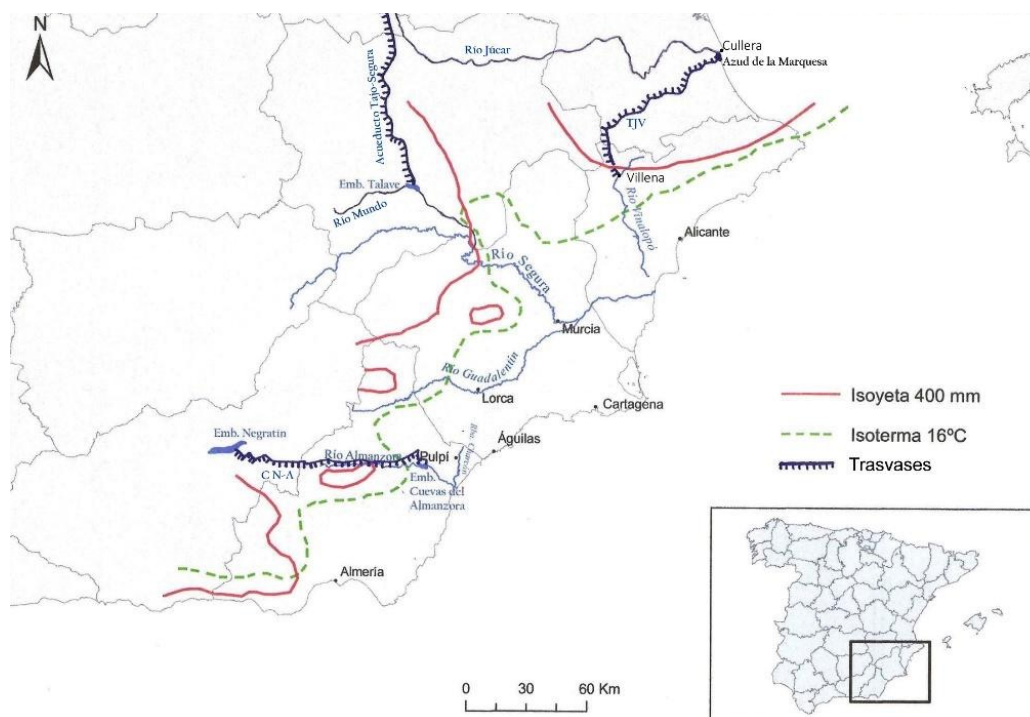 N
Río Júcar
Cullera
Azud de la Marquesa
Acueducto Tajo-Segura
TJV
Emb. Talave
Villena
Río Mundo
Río Vinalopó
Alicante
Río Segura
Murcia
Río Guadalentín
Lorca
Cartagena
Isoyeta 400 mm
Águilas
Isoterma 16ºC
Emb. Negratín
Río Almanzora
Pulpí
Trasvases
C N-A
Emb.
Cuevas del
Almanzora
Almería
0 30 60 Km